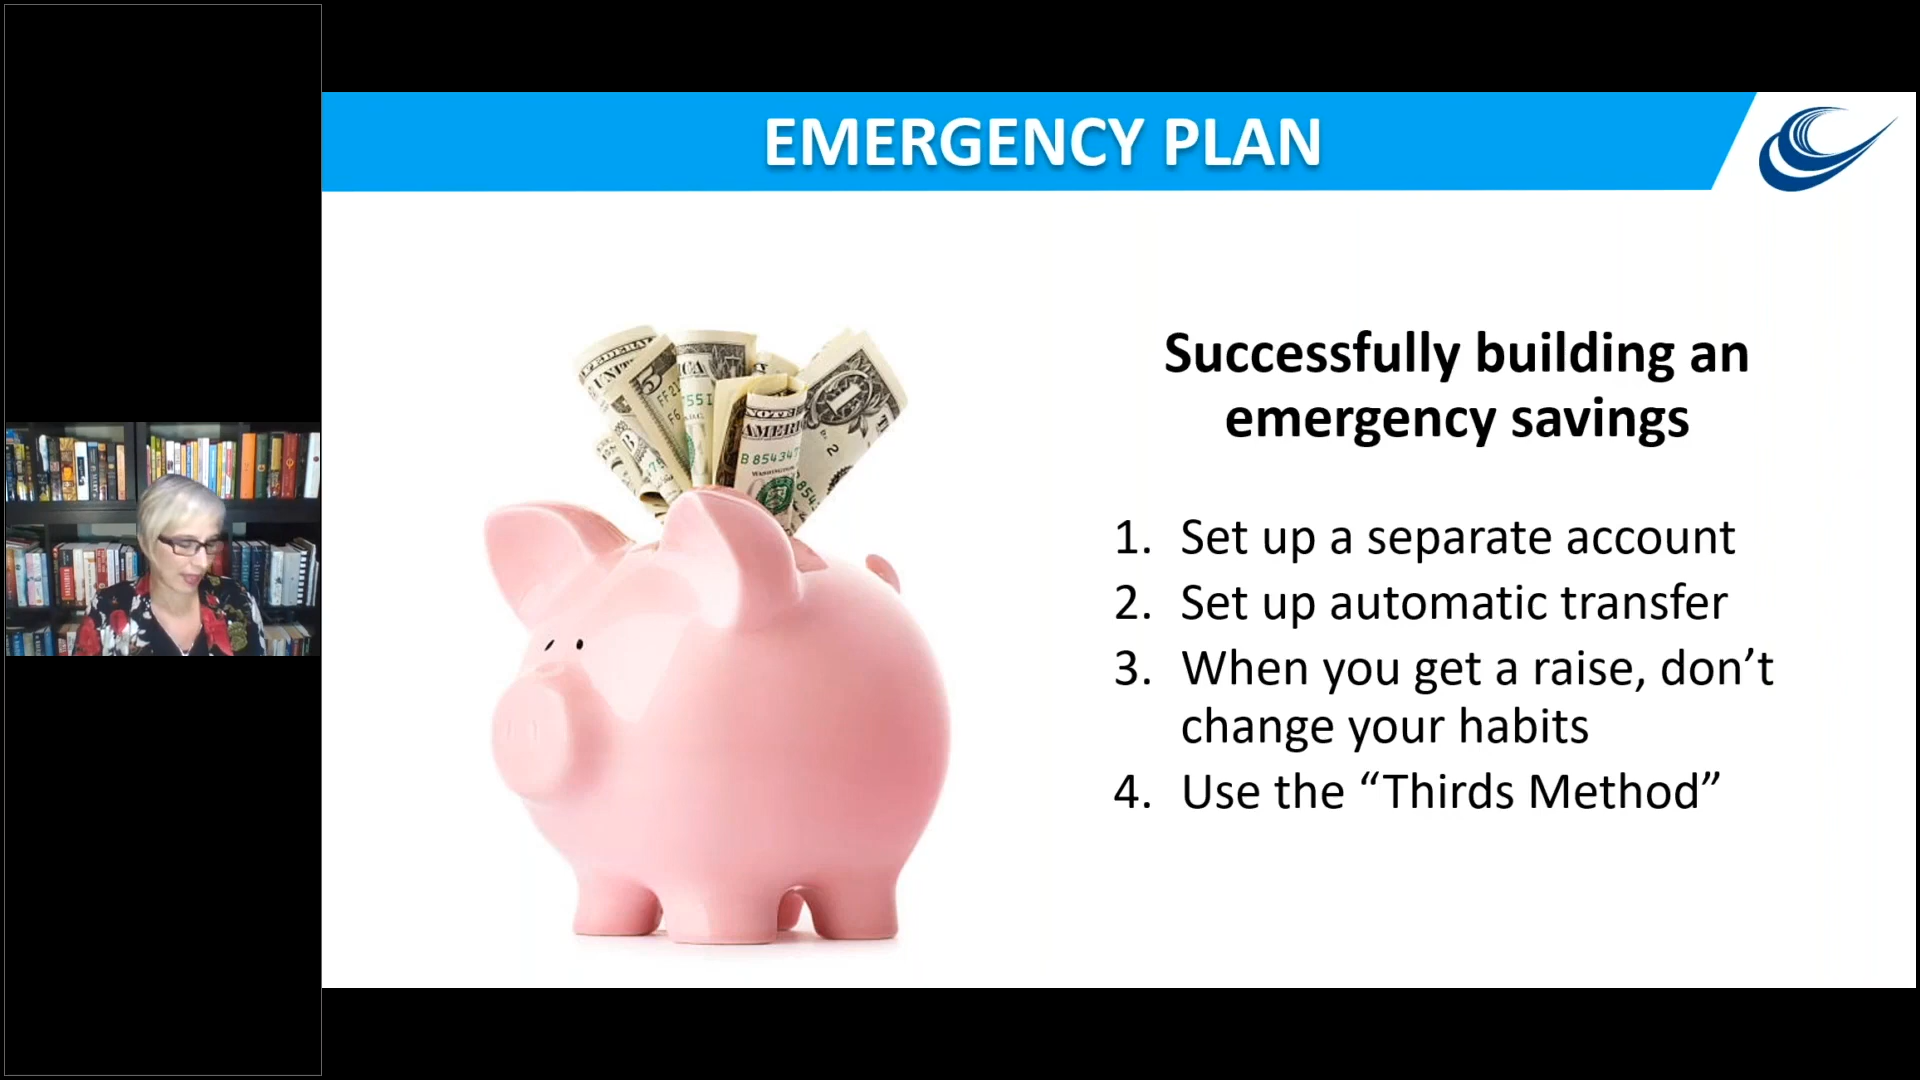 EMERGENCY PLAN
Successfully building an
emergency savings
1. Set up a separate account
2. Set up automatic transfer
3. When you get a raise, don’t
change your habits
4. Use the “Thirds Method”